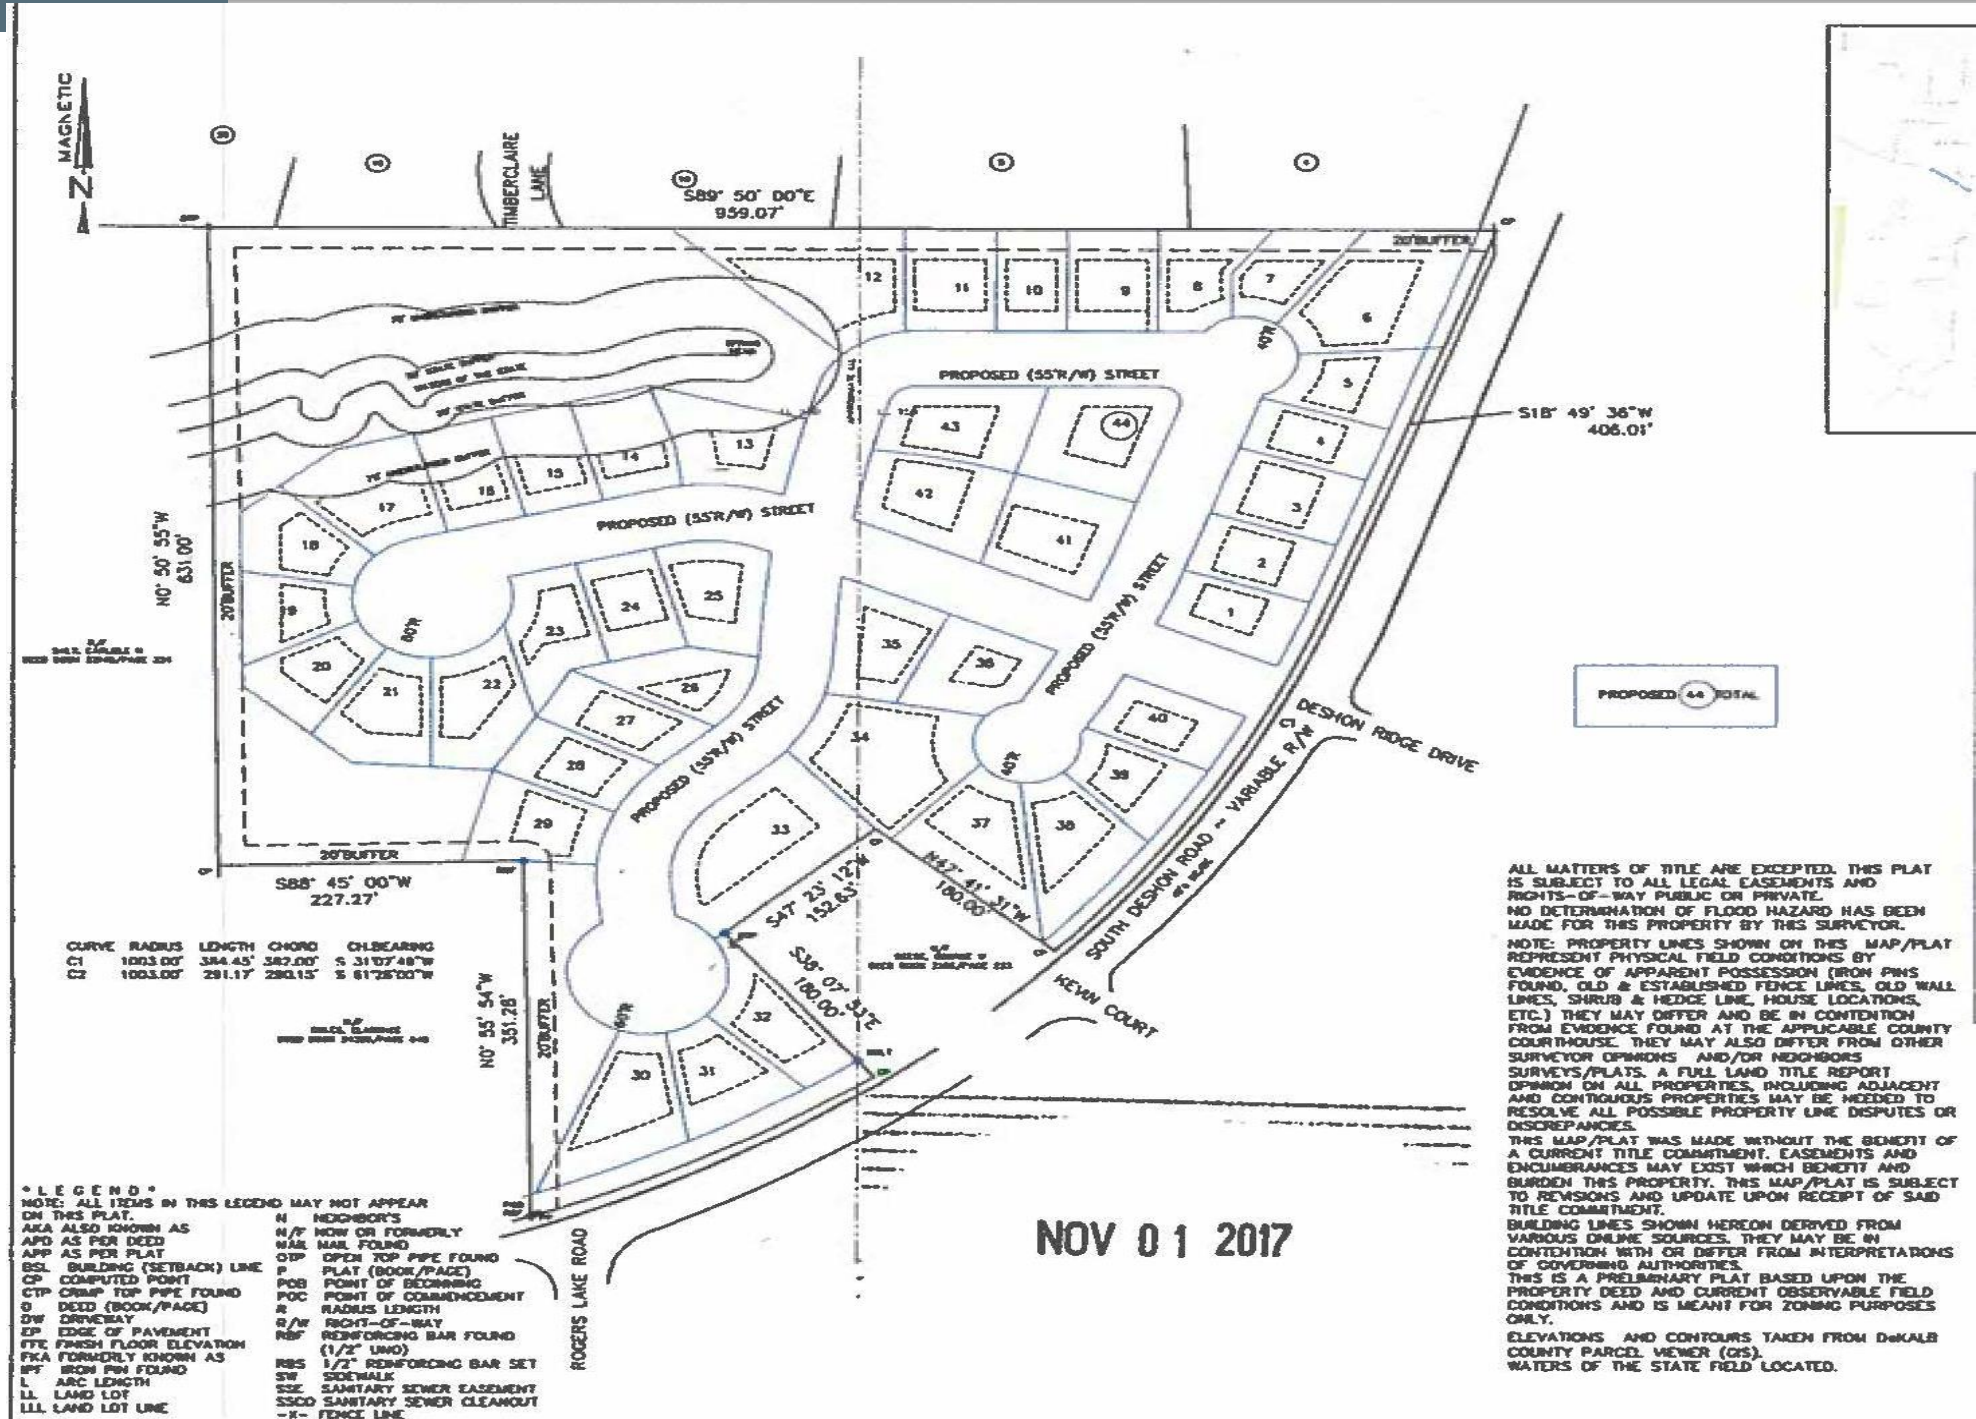 MAGNETIC
N
TIMBERCLAIRE
LANE
S89° 50' 00"E
959.07'
20'BUFFER
12
11
10
9
8
7
6
5
4
3
2
1
40'R
PROPOSED (55'R/W) STREET
S18° 49' 36"W
406.01'
43
44
42
41
13
14
15
16
17
18
20
21
22
23
24
25
26
27
28
29
60'R
PROPOSED (55'R/W) STREET
N0° 50' 55"W
631.00'
20'BUFFER
35
36
34
PROPOSED (55'R/W) STREET
PROPOSED (55'R/W) STREET
33
37
38
39
40
40'R
DESHON RIDGE DRIVE
SOUTH DESHON ROAD ~ VARIABLE R/W
KEVIN COURT
PROPOSED 44 TOTAL
20'BUFFER
S88° 45' 00"W
227.27'
S47° 23' 12"W
152.63'
180.00'
S38° 07' 53"E
180.00'
N0° 55' 54"W
351.28'
20'BUFFER
60'R
30
31
32
CURVE RADIUS LENGTH CHORD CH.BEARING
C1 1003.00' 384.45' 382.00' S 31°07'48"W
C2 1003.00' 291.17' 290.15' S 61°26'00"W
ROGERS LAKE ROAD
NOV 01 2017
* L E G E N D *
NOTE: ALL ITEMS IN THIS LEGEND MAY NOT APPEAR
ON THIS PLAT.
AKA ALSO KNOWN AS
APD AS PER DEED
APP AS PER PLAT
BSL BUILDING (SETBACK) LINE
CP COMPUTED POINT
CTP CRIMP TOP PIPE FOUND
D DEED (BOOK/PAGE)
DW DRIVEWAY
EP EDGE OF PAVEMENT
FFE FINISH FLOOR ELEVATION
FKA FORMERLY KNOWN AS
IPF IRON PIN FOUND
L ARC LENGTH
LL LAND LOT
LLL LAND LOT LINE
N NEIGHBOR'S
N/F NOW OR FORMERLY
NAIL NAIL FOUND
OTP OPEN TOP PIPE FOUND
P PLAT (BOOK/PAGE)
POB POINT OF BEGINNING
POC POINT OF COMMENCEMENT
R RADIUS LENGTH
R/W RIGHT-OF-WAY
RBF REINFORCING BAR FOUND
(1/2" UNO)
RBS 1/2" REINFORCING BAR SET
SW SIDEWALK
SSE SANITARY SEWER EASEMENT
SSCO SANITARY SEWER CLEANOUT
-X- FENCE LINE
ALL MATTERS OF TITLE ARE EXCEPTED. THIS PLAT
IS SUBJECT TO ALL LEGAL EASEMENTS AND
RIGHTS-OF-WAY PUBLIC OR PRIVATE.
NO DETERMINATION OF FLOOD HAZARD HAS BEEN
MADE FOR THIS PROPERTY BY THIS SURVEYOR.
NOTE: PROPERTY LINES SHOWN ON THIS MAP/PLAT
REPRESENT PHYSICAL FIELD CONDITIONS BY
EVIDENCE OF APPARENT POSSESSION (IRON PINS
FOUND, OLD & ESTABLISHED FENCE LINES, OLD WALL
LINES, SHRUB & HEDGE LINE, HOUSE LOCATIONS,
ETC.) THEY MAY DIFFER AND BE IN CONTENTION
FROM EVIDENCE FOUND AT THE APPLICABLE COUNTY
COURTHOUSE. THEY MAY ALSO DIFFER FROM OTHER
SURVEYOR OPINIONS AND/OR NEIGHBORS
SURVEYS/PLATS. A FULL LAND TITLE REPORT
OPINION ON ALL PROPERTIES, INCLUDING ADJACENT
AND CONTIGUOUS PROPERTIES MAY BE NEEDED TO
RESOLVE ALL POSSIBLE PROPERTY LINE DISPUTES OR
DISCREPANCIES.
THIS MAP/PLAT WAS MADE WITHOUT THE BENEFIT OF
A CURRENT TITLE COMMITMENT. EASEMENTS AND
ENCUMBRANCES MAY EXIST WHICH BENEFIT AND
BURDEN THIS PROPERTY. THIS MAP/PLAT IS SUBJECT
TO REVISIONS AND UPDATE UPON RECEIPT OF SAID
TITLE COMMITMENT.
BUILDING LINES SHOWN HEREON DERIVED FROM
VARIOUS ONLINE SOURCES. THEY MAY BE IN
CONTENTION WITH OR DIFFER FROM INTERPRETATIONS
OF GOVERNING AUTHORITIES.
THIS IS A PRELIMINARY PLAT BASED UPON THE
PROPERTY DEED AND CURRENT OBSERVABLE FIELD
CONDITIONS AND IS MEANT FOR ZONING PURPOSES
ONLY.
ELEVATIONS AND CONTOURS TAKEN FROM DeKALB
COUNTY PARCEL VIEWER (GIS).
WATERS OF THE STATE FIELD LOCATED.